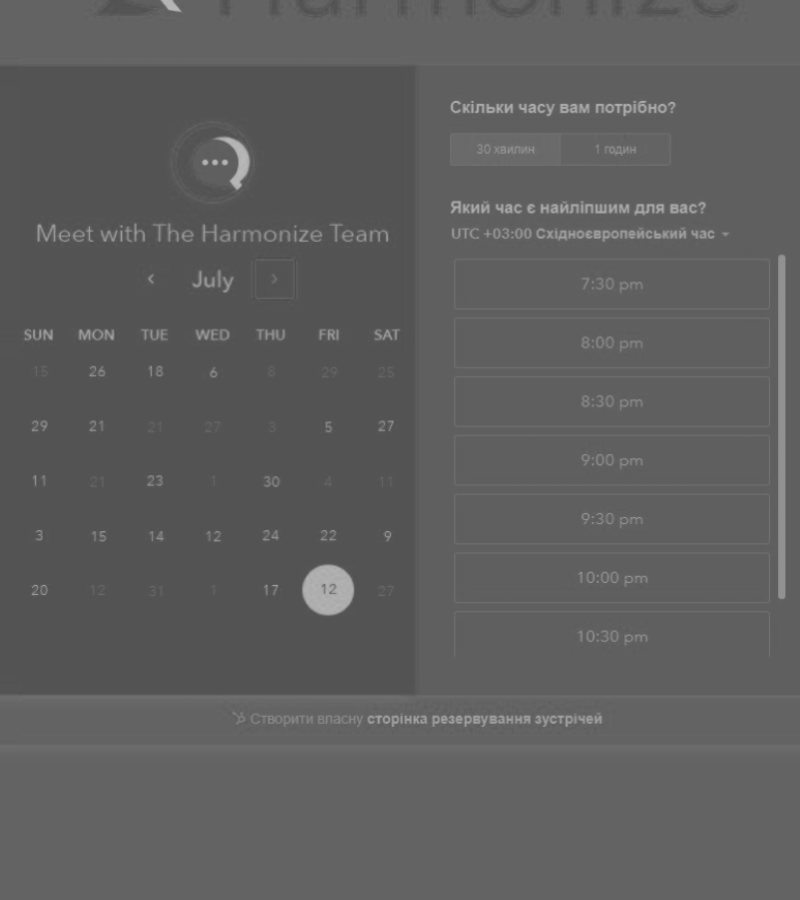 Harmonize
Meet with The Harmonize Team
July
SUN MON TUE WED THU FRI SAT
15 26 18 6 8 29 25
29 21 21 27 3 5 27
11 21 23 1 30 4 11
3 15 14 12 24 22 9
20 12 31 1 17 12 27
Скільки часу вам потрібно?
30 хвилин 1 годин
Який час є найліпшим для вас?
UTC +03:00 Східноєвропейський час
7:30 pm
8:00 pm
8:30 pm
9:00 pm
9:30 pm
10:00 pm
10:30 pm
Створити власну сторінка резервування зустрічей